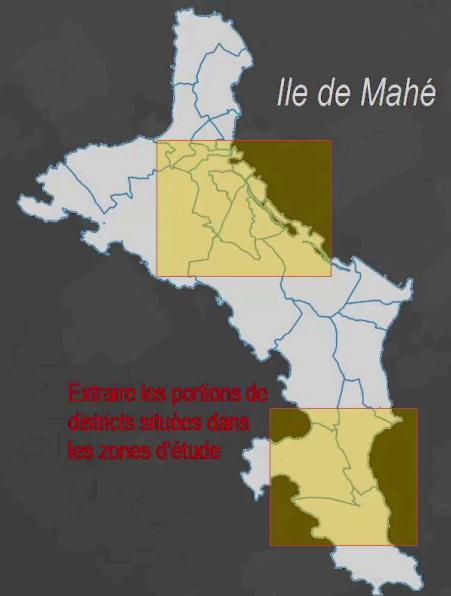 Ile de Mahé
Extraire les portions de
districts situées dans
les zones d'étude